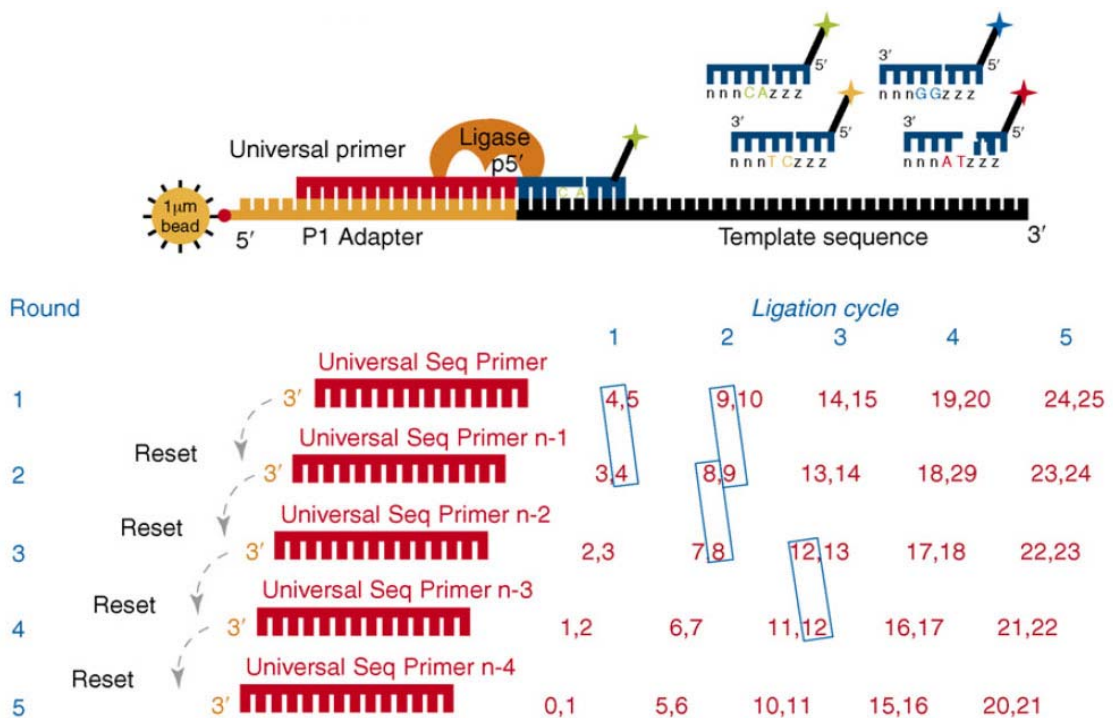 5′
n n n C A z z z
3′
5′
n n n G G z z z
3′
5′
n n n T C z z z
3′
5′
n n n A T z z z
Universal primer
Ligase
p5′
C A
1µm
bead
5′
P1 Adapter
Template sequence
3′
Round
Ligation cycle
1 2 3 4 5
Universal Seq Primer
1 3′ 4,5 9,10 14,15 19,20 24,25
Reset
Universal Seq Primer n-1
2 3′ 3,4 8,9 13,14 18,29 23,24
Reset
Universal Seq Primer n-2
3 3′ 2,3 7,8 12,13 17,18 22,23
Reset
Universal Seq Primer n-3
4 3′ 1,2 6,7 11,12 16,17 21,22
Reset
Universal Seq Primer n-4
5 3′ 0,1 5,6 10,11 15,16 20,21